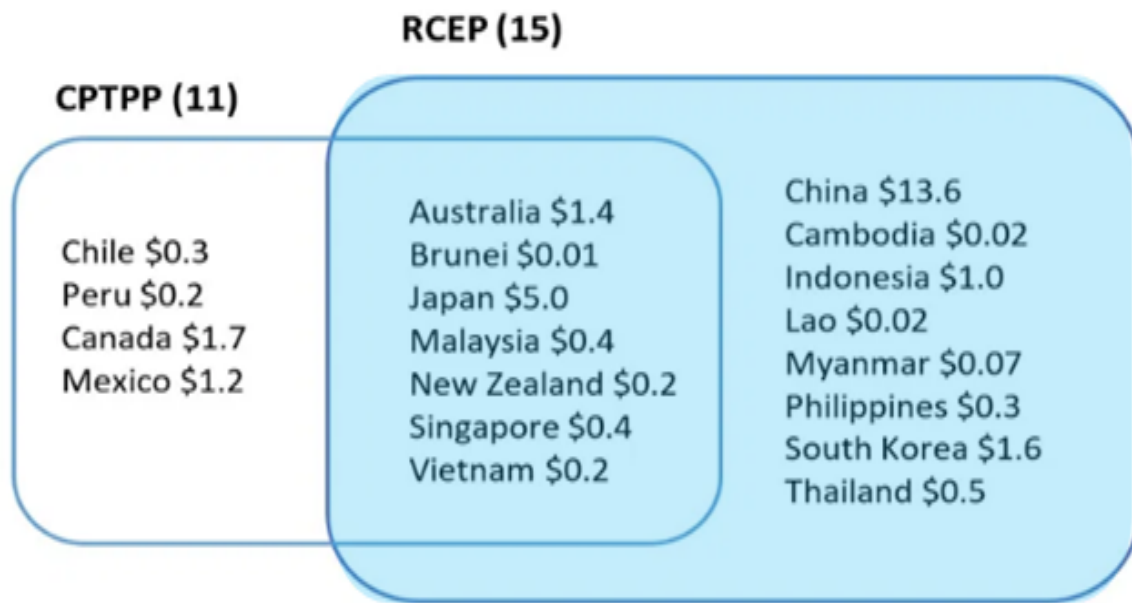 RCEP (15)
CPTPP (11)
Chile $0.3
Peru $0.2
Canada $1.7
Mexico $1.2
Australia $1.4
Brunei $0.01
Japan $5.0
Malaysia $0.4
New Zealand $0.2
Singapore $0.4
Vietnam $0.2
China $13.6
Cambodia $0.02
Indonesia $1.0
Lao $0.02
Myanmar $0.07
Philippines $0.3
South Korea $1.6
Thailand $0.5